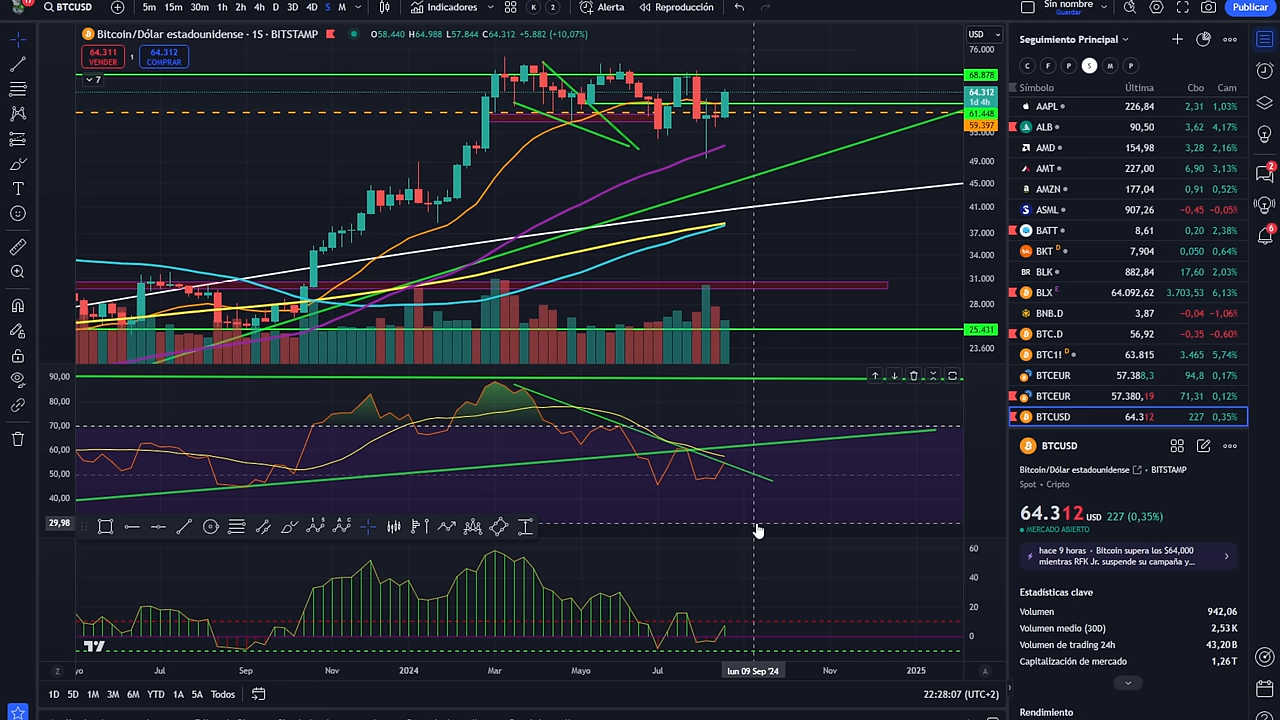 BTCUSD 5m 15m 30m 1h 2h 4h D 3D 4D S M Indicadores K 2 Alerta Reproducción Sin nombre Guardar Publicar
Bitcoin/Dólar estadounidense · 1S · BITSTAMP O58.440 H64.988 L57.844 C64.312 +5.882 (+10,07%)
64.311 VENDER 1 64.312 COMPRAR
7
USD
76.000
68.878
64.312
1d 4h
61.448
59.397
55.000
49.000
45.000
41.000
37.000
34.000
31.000
28.000
25.431
23.600
90,00
80,00
70,00
60,00
50,00
40,00
29,98
60
40
20
0
Jul Sep Nov 2024 Mar Mayo Jul lun 09 Sep '24 Nov 2025
Z A
1D 5D 1M 3M 6M YTD 1A 5A Todos 22:28:07 (UTC+2)
Seguimiento Principal
C F P S M P
Símbolo Última Cbo Cam
AAPL 226,84 2,31 1,03%
ALB 90,50 3,62 4,17%
AMD 154,98 3,28 2,16%
AMT 227,00 6,90 3,13%
AMZN 177,04 0,91 0,52%
ASML 907,26 -0,45 -0,05%
BATT 8,61 0,20 2,38%
BKT D 7,904 0,050 0,64%
BLK 882,84 17,60 2,03%
BLX E 64.092,62 3.703,53 6,13%
BNB.D 3,87 -0,04 -1,06%
BTC.D 56,92 -0,35 -0,60%
BTC1! D 63.815 3.465 5,74%
BTCEUR 57.388,3 94,8 0,17%
BTCEUR 57.380,19 71,31 0,12%
BTCUSD 64.312 227 0,35%
BTCUSD
Bitcoin/Dólar estadounidense · BITSTAMP
Spot · Cripto
64.312 USD 227 (0,35%)
MERCADO ABIERTO
hace 9 horas · Bitcoin supera los $64,000
mientras RFK Jr. suspende su campaña y...
Estadísticas clave
Volumen 942,06
Volumen medio (30D) 2,53K
Volumen de trading 24h 43,20B
Capitalización de mercado 1,26T
Rendimiento
2
6